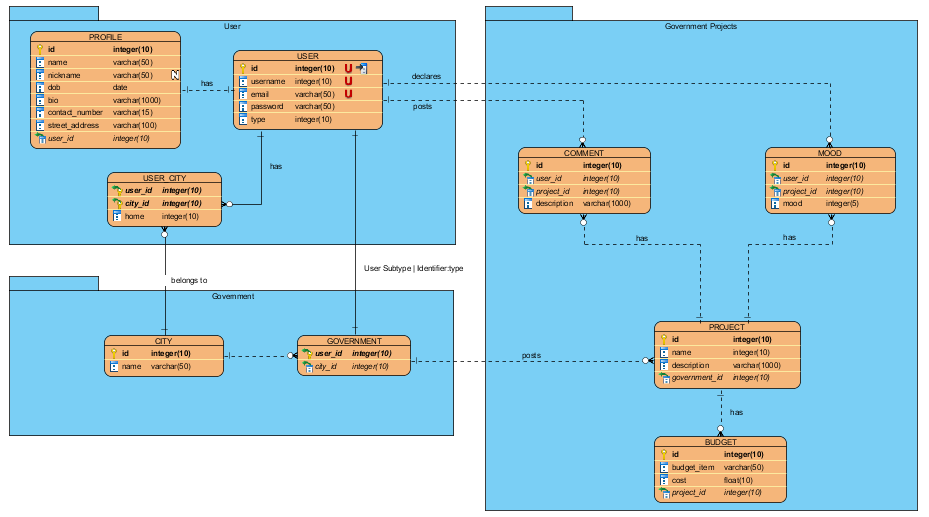 User
PROFILE
id integer(10)
name varchar(50)
nickname varchar(50) N
dob date
bio varchar(1000)
contact_number varchar(15)
street_address varchar(100)
user_id integer(10)
has
USER
id integer(10) U
username integer(10) U
email varchar(50) U
password varchar(50)
type integer(10)
has
USER_CITY
user_id integer(10)
city_id integer(10)
home integer(10)
belongs to
User Subtype | Identifier:type
Government
CITY
id integer(10)
name varchar(50)
GOVERNMENT
user_id integer(10)
city_id integer(10)
declares
posts
posts
Government Projects
COMMENT
id integer(10)
user_id integer(10)
project_id integer(10)
description varchar(1000)
MOOD
id integer(10)
user_id integer(10)
project_id integer(10)
mood integer(5)
has
has
PROJECT
id integer(10)
name integer(10)
description varchar(1000)
government_id integer(10)
has
BUDGET
id integer(10)
budget_item varchar(50)
cost float(10)
project_id integer(10)